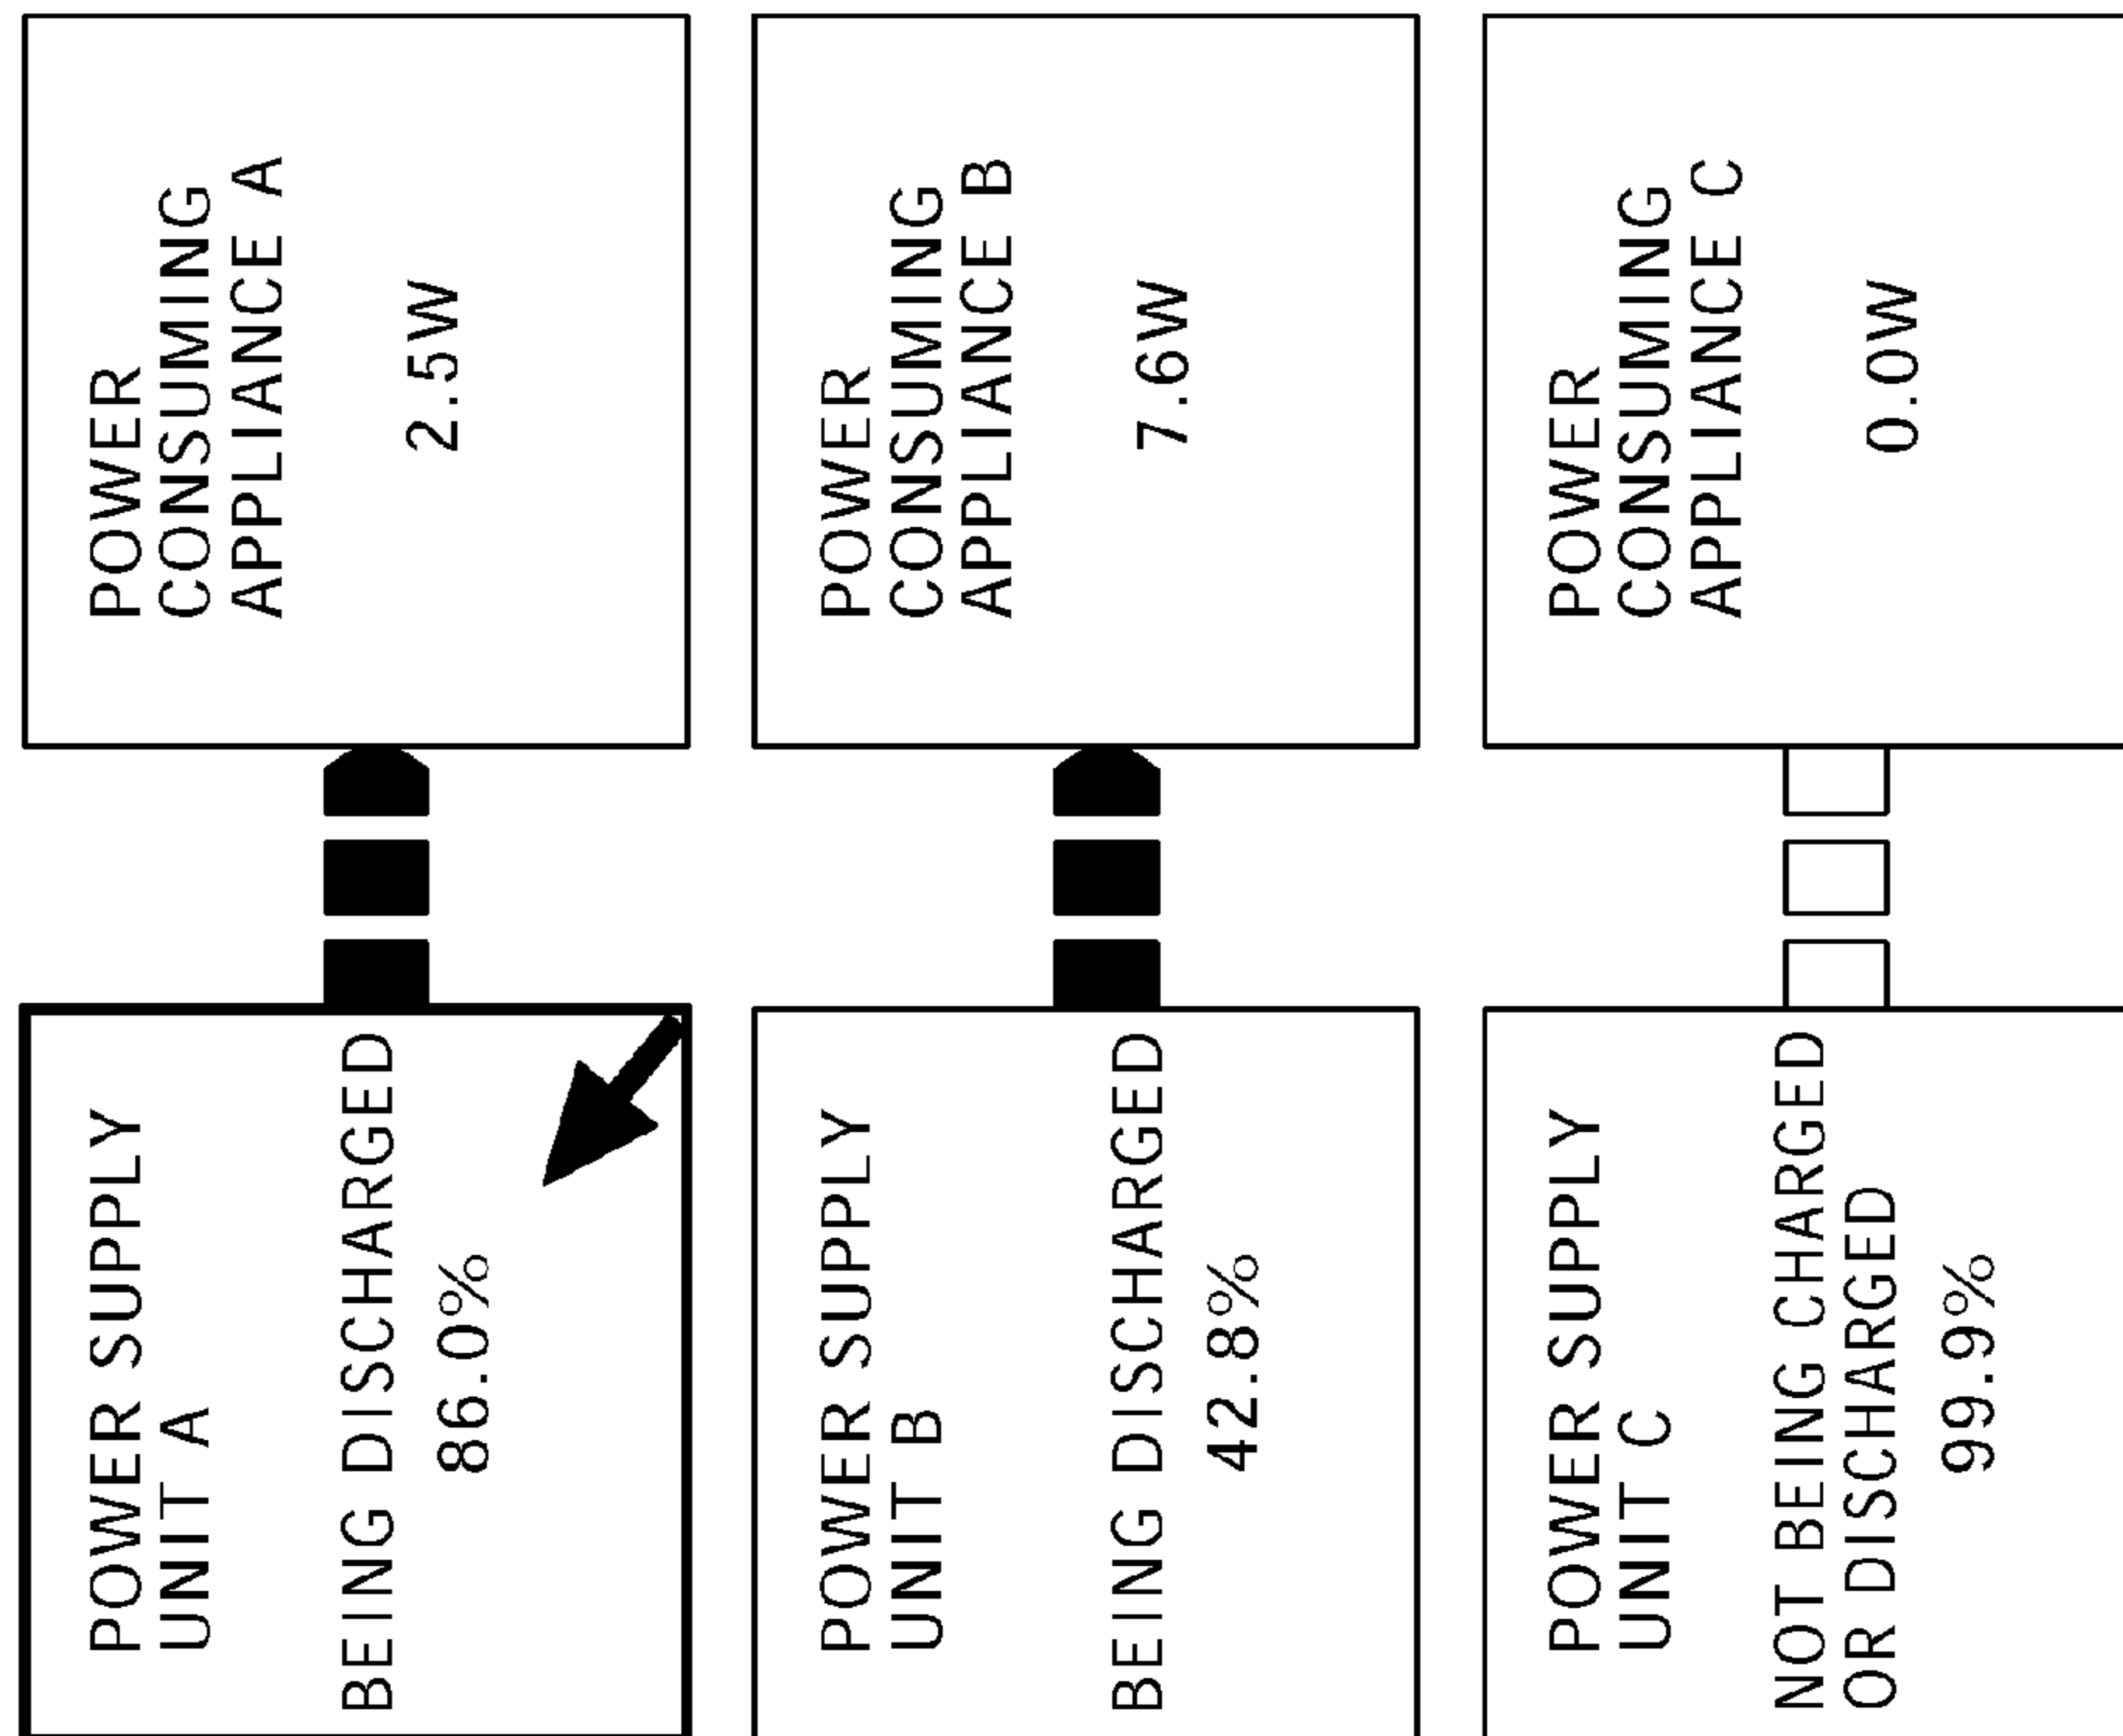 POWER SUPPLY
UNIT A
BEING DISCHARGED
86.0%
POWER
CONSUMING
APPLIANCE A
2.5W
POWER SUPPLY
UNIT B
BEING DISCHARGED
42.8%
POWER
CONSUMING
APPLIANCE B
7.6W
POWER SUPPLY
UNIT C
NOT BEING CHARGED
OR DISCHARGED
99.9%
POWER
CONSUMING
APPLIANCE C
0.0W